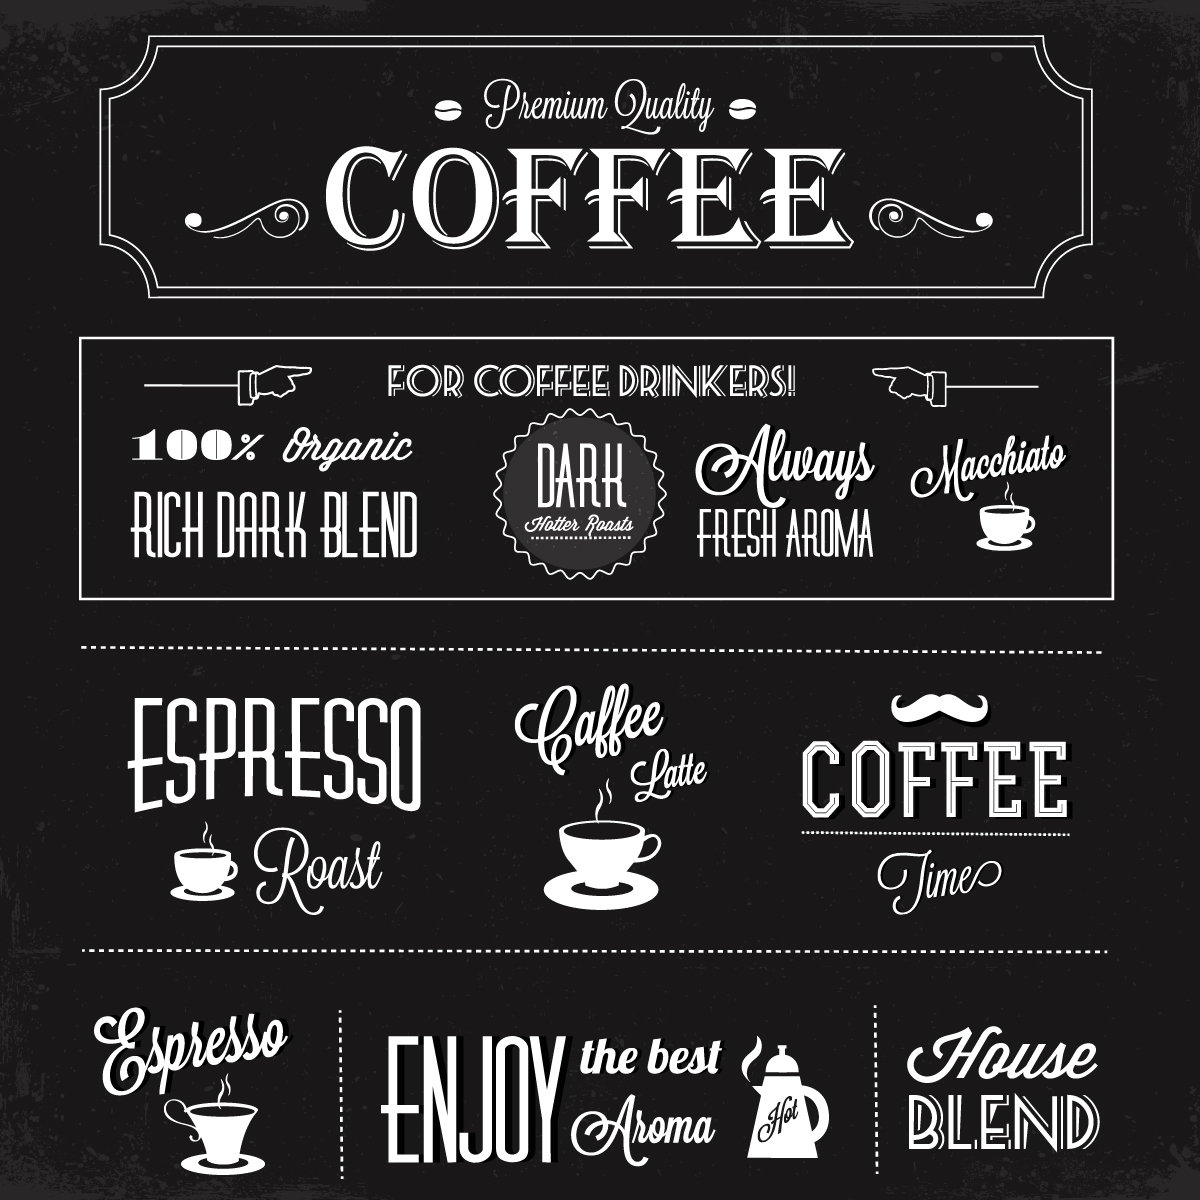 Premium Quality
COFFEE
FOR COFFEE DRINKERS!
100% Organic
RICH DARK BLEND
DARK
Hotter Roasts
Always
FRESH AROMA
Macchiato
ESPRESSO
Roast
Caffee
Latte
COFFEE
Time
Espresso
ENJOY
the best
Aroma
Hot
House
BLEND